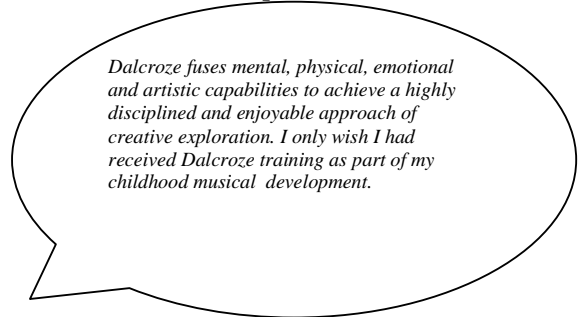 Dalcroze fuses mental, physical, emotional
and artistic capabilities to achieve a highly
disciplined and enjoyable approach of
creative exploration. I only wish I had
received Dalcroze training as part of my
childhood musical  development.